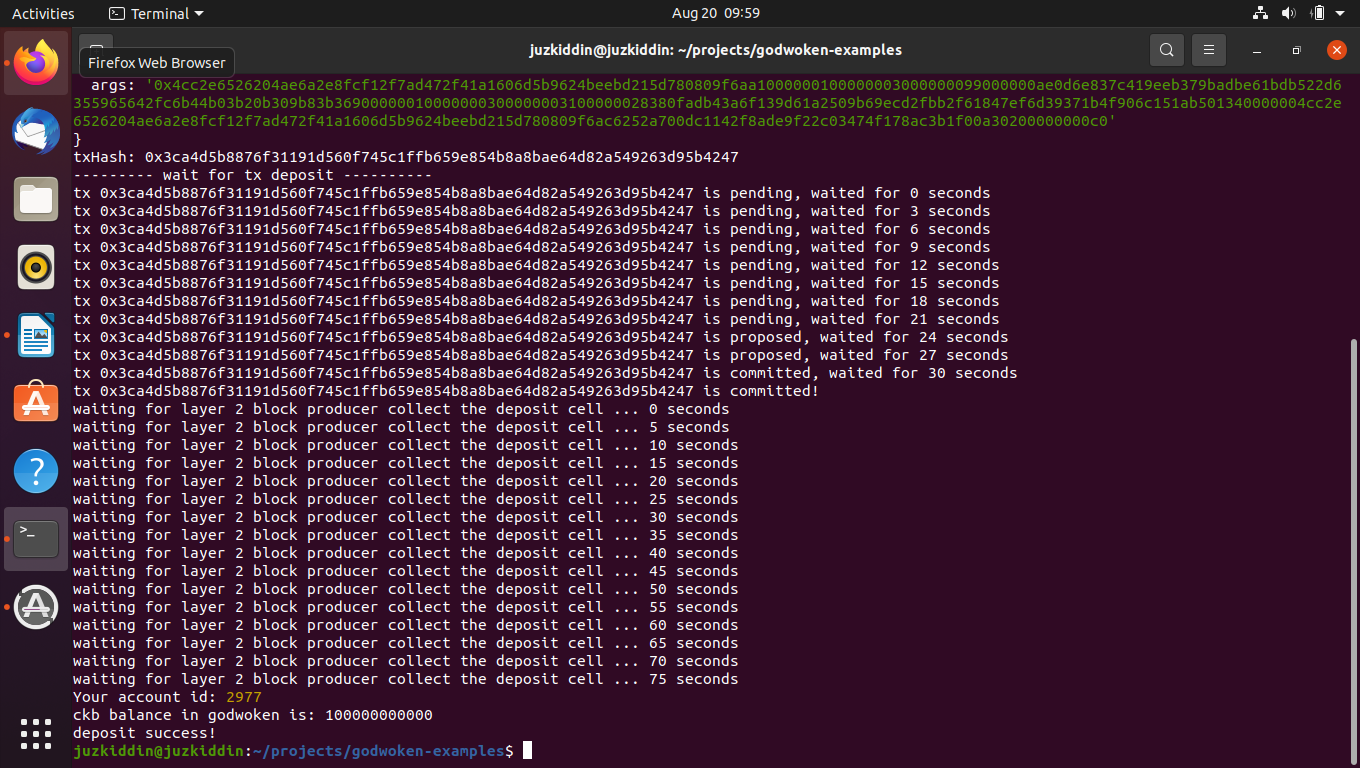 Activities
Terminal
Aug 20 09:59
juzkiddin@juzkiddin: ~/projects/godwoken-examples
Firefox Web Browser
args: '0x4cc2e6526204ae6a2e8fcf12f7ad472f41a1606d5b9624beebd215d780809f6aa10000001000000003000000099000000ae0d6e837c419eeb379badbe61bdb522d6
355965642fc6b44b03b20b309b83b36900000001000000030000000310000002838​0fadb43a6f139d61a2509b69ecd2fbb2f61847ef6d39371b4f906c151ab501340000004cc2e
6526204ae6a2e8fcf12f7ad472f41a1606d5b9624beebd215d780809f6ac6252a700dc1142f8ade9f22c03474f178ac3b1f00a30200000000c0'
}
txHash: 0x3ca4d5b8876f31191d560f745c1ffb659e854b8a8bae64d82a549263d95b4247
--------- wait for tx deposit ----------
tx 0x3ca4d5b8876f31191d560f745c1ffb659e854b8a8bae64d82a549263d95b4247 is pending, waited for 0 seconds
tx 0x3ca4d5b8876f31191d560f745c1ffb659e854b8a8bae64d82a549263d95b4247 is pending, waited for 3 seconds
tx 0x3ca4d5b8876f31191d560f745c1ffb659e854b8a8bae64d82a549263d95b4247 is pending, waited for 6 seconds
tx 0x3ca4d5b8876f31191d560f745c1ffb659e854b8a8bae64d82a549263d95b4247 is pending, waited for 9 seconds
tx 0x3ca4d5b8876f31191d560f745c1ffb659e854b8a8bae64d82a549263d95b4247 is pending, waited for 12 seconds
tx 0x3ca4d5b8876f31191d560f745c1ffb659e854b8a8bae64d82a549263d95b4247 is pending, waited for 15 seconds
tx 0x3ca4d5b8876f31191d560f745c1ffb659e854b8a8bae64d82a549263d95b4247 is pending, waited for 18 seconds
tx 0x3ca4d5b8876f31191d560f745c1ffb659e854b8a8bae64d82a549263d95b4247 is pending, waited for 21 seconds
tx 0x3ca4d5b8876f31191d560f745c1ffb659e854b8a8bae64d82a549263d95b4247 is proposed, waited for 24 seconds
tx 0x3ca4d5b8876f31191d560f745c1ffb659e854b8a8bae64d82a549263d95b4247 is proposed, waited for 27 seconds
tx 0x3ca4d5b8876f31191d560f745c1ffb659e854b8a8bae64d82a549263d95b4247 is committed, waited for 30 seconds
tx 0x3ca4d5b8876f31191d560f745c1ffb659e854b8a8bae64d82a549263d95b4247 is committed!
waiting for layer 2 block producer collect the deposit cell ... 0 seconds
waiting for layer 2 block producer collect the deposit cell ... 5 seconds
waiting for layer 2 block producer collect the deposit cell ... 10 seconds
waiting for layer 2 block producer collect the deposit cell ... 15 seconds
waiting for layer 2 block producer collect the deposit cell ... 20 seconds
waiting for layer 2 block producer collect the deposit cell ... 25 seconds
waiting for layer 2 block producer collect the deposit cell ... 30 seconds
waiting for layer 2 block producer collect the deposit cell ... 35 seconds
waiting for layer 2 block producer collect the deposit cell ... 40 seconds
waiting for layer 2 block producer collect the deposit cell ... 45 seconds
waiting for layer 2 block producer collect the deposit cell ... 50 seconds
waiting for layer 2 block producer collect the deposit cell ... 55 seconds
waiting for layer 2 block producer collect the deposit cell ... 60 seconds
waiting for layer 2 block producer collect the deposit cell ... 65 seconds
waiting for layer 2 block producer collect the deposit cell ... 70 seconds
waiting for layer 2 block producer collect the deposit cell ... 75 seconds
Your account id: 2977
ckb balance in godwoken is: 100000000000
deposit success!
juzkiddin@juzkiddin:~/projects/godwoken-examples$